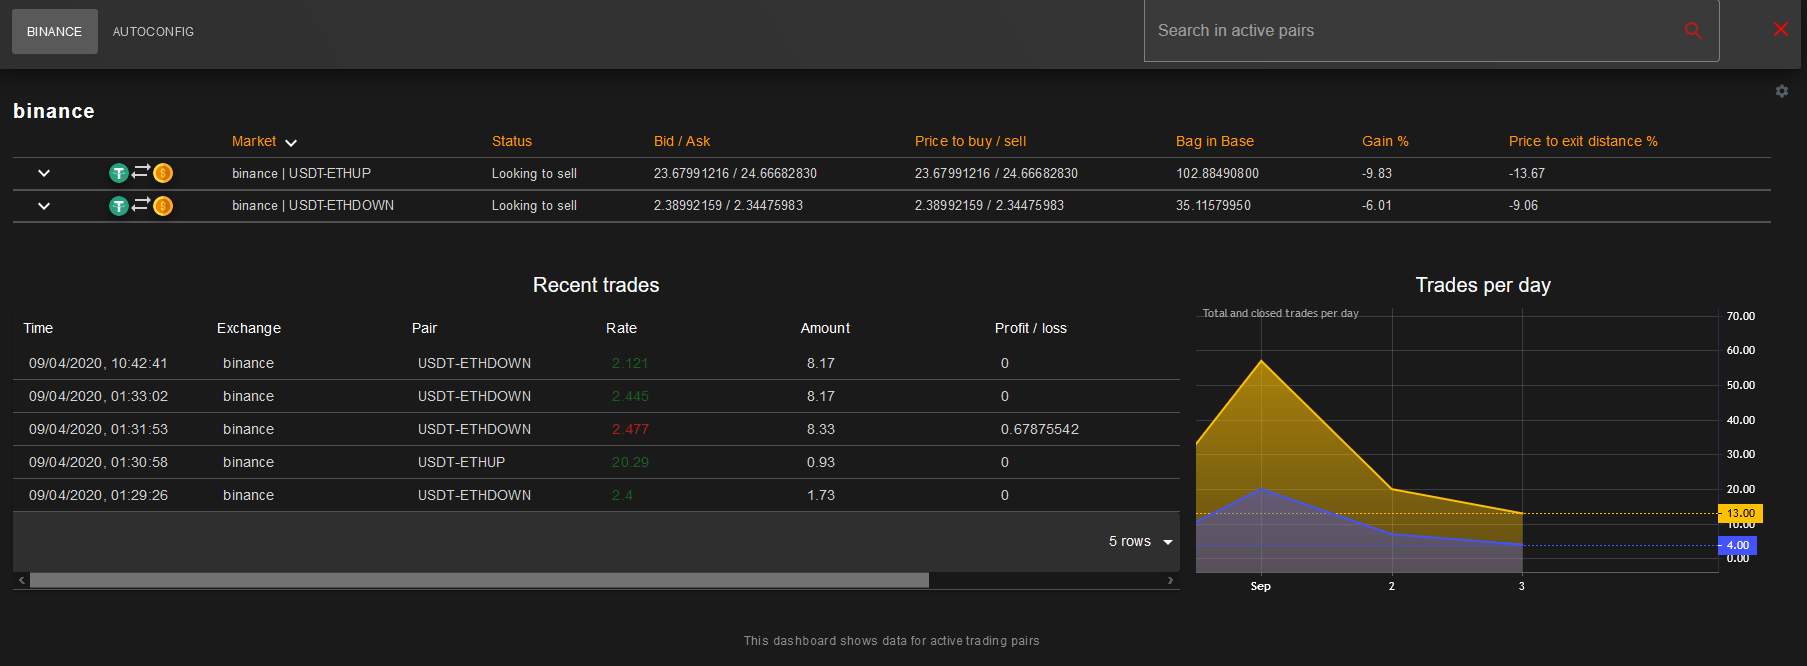 BINANCE AUTOCONFIG Search in active pairs
binance
Market Status Bid / Ask Price to buy / sell Bag in Base Gain % Price to exit distance %
binance | USDT-ETHUP Looking to sell 23.67991216 / 24.66682830 23.67991216 / 24.66682830 102.88490800 -9.83 -13.67
binance | USDT-ETHDOWN Looking to sell 2.38992159 / 2.34475983 2.38992159 / 2.34475983 35.11579950 -6.01 -9.06
Recent trades
Time Exchange Pair Rate Amount Profit / loss
09/04/2020, 10:42:41 binance USDT-ETHDOWN 2.121 8.17 0
09/04/2020, 01:33:02 binance USDT-ETHDOWN 2.445 8.17 0
09/04/2020, 01:31:53 binance USDT-ETHDOWN 2.477 8.33 0.67875542
09/04/2020, 01:30:58 binance USDT-ETHUP 20.29 0.93 0
09/04/2020, 01:29:26 binance USDT-ETHDOWN 2.4 1.73 0
5 rows
Trades per day
Total and closed trades per day
70.00
60.00
50.00
40.00
30.00
20.00
13.00
10.00
4.00
0.00
Sep 2 3
This dashboard shows data for active trading pairs